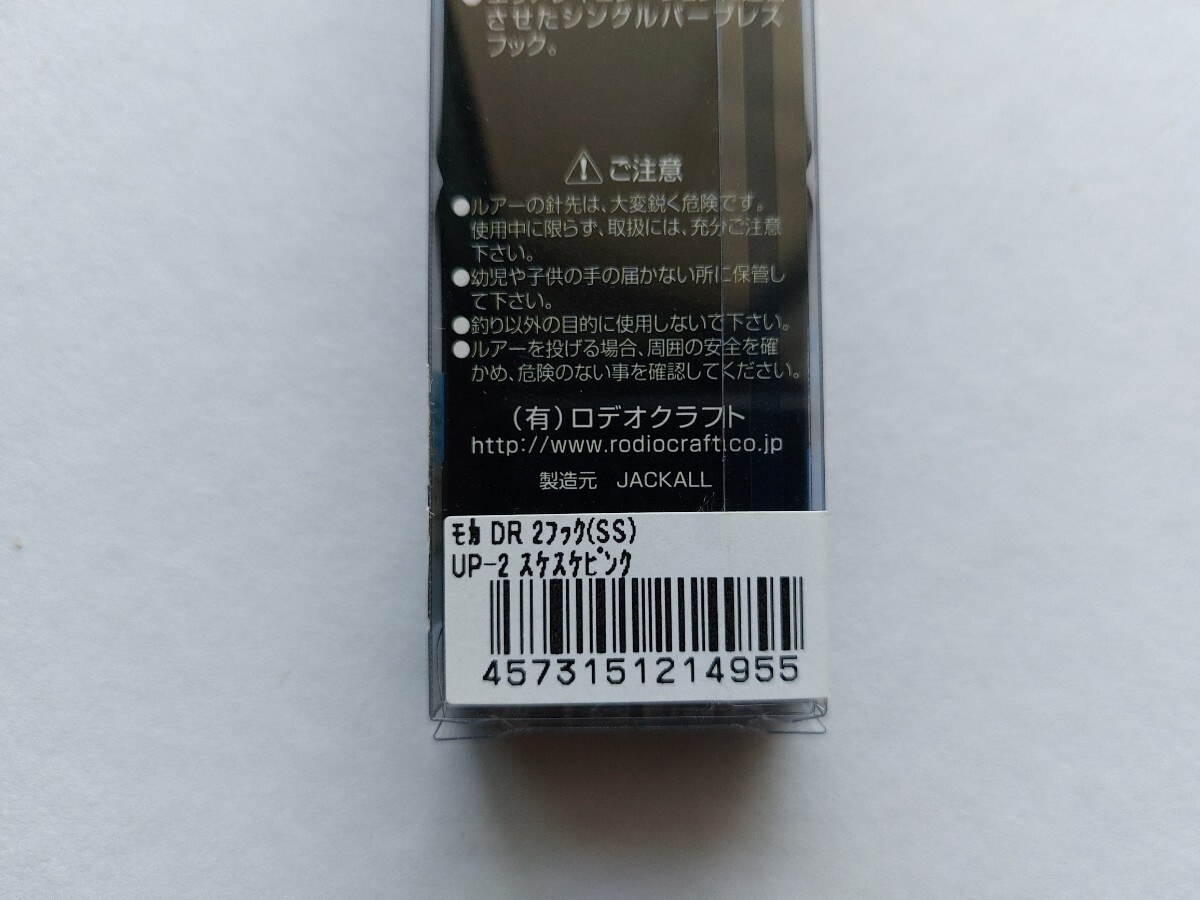 させたシングルバーブレス
フック。
ご注意
●ルアーの針先は、大変鋭く危険です。
使用中に限らず、取扱には、充分ご注意
下さい。
●幼児や子供の手の届かない所に保管し
て下さい。
●釣り以外の目的に使用しないで下さい。
●ルアーを投げる場合、周囲の安全を確
かめ、危険のない事を確認してください。
(有)ロデオクラフト
http://www.rodiocraft.co.jp
製造元 JACKALL
ﾓｶ DR 2ﾌｯｸ(SS)
UP-2 ｽｹｽｹﾋﾟﾝｸ
4573151214955